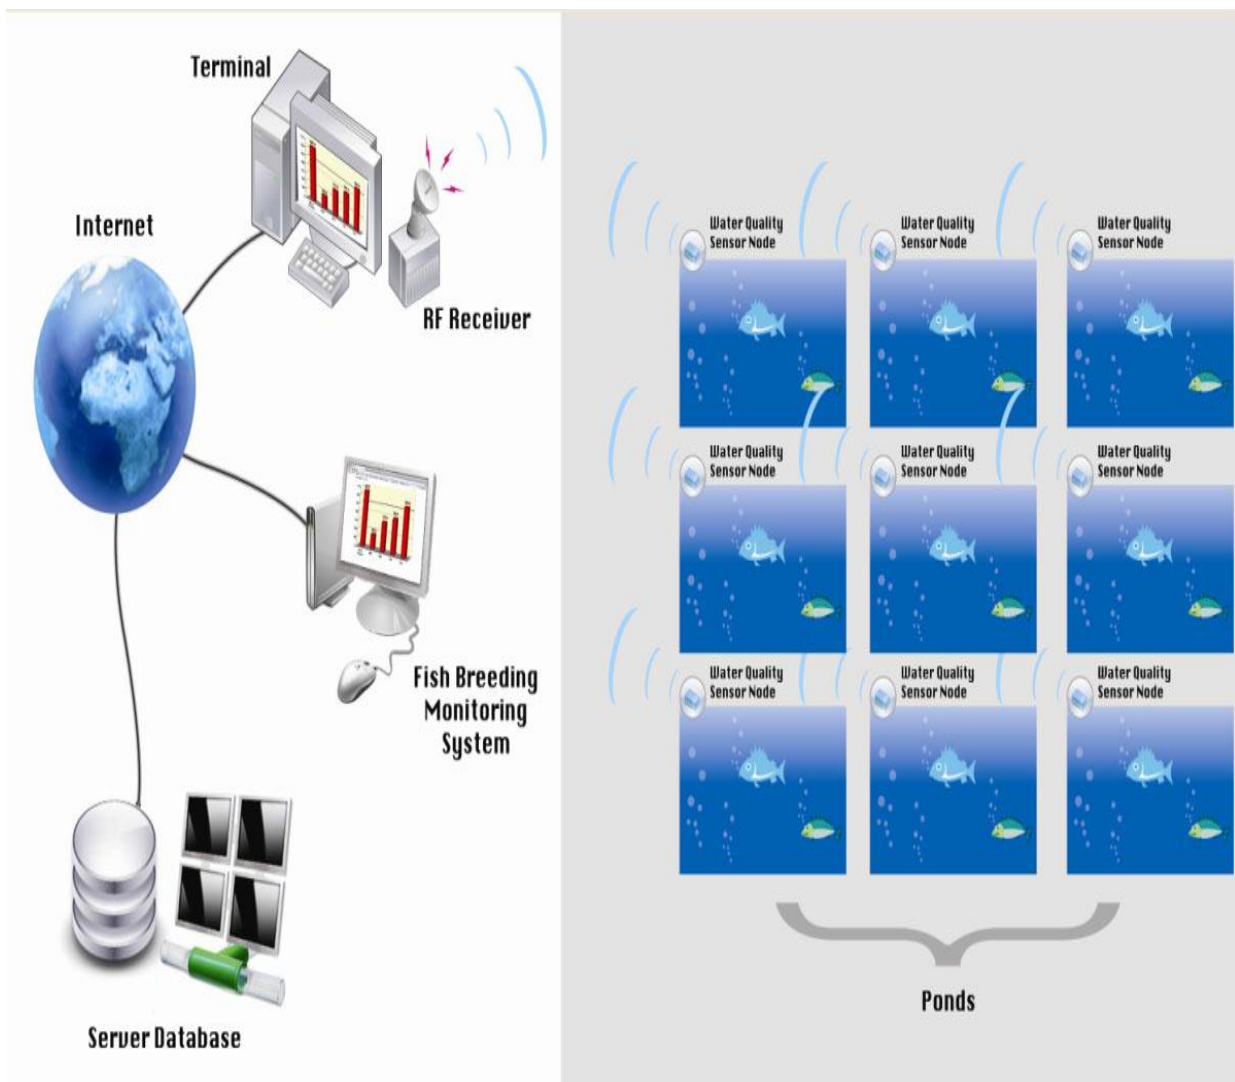 Terminal
Internet
RF Receiver
Fish Breeding
Monitoring
System
Server Database
Water Quality
Sensor Node
Water Quality
Sensor Node
Water Quality
Sensor Node
Water Quality
Sensor Node
Water Quality
Sensor Node
Water Quality
Sensor Node
Water Quality
Sensor Node
Water Quality
Sensor Node
Water Quality
Sensor Node
Ponds